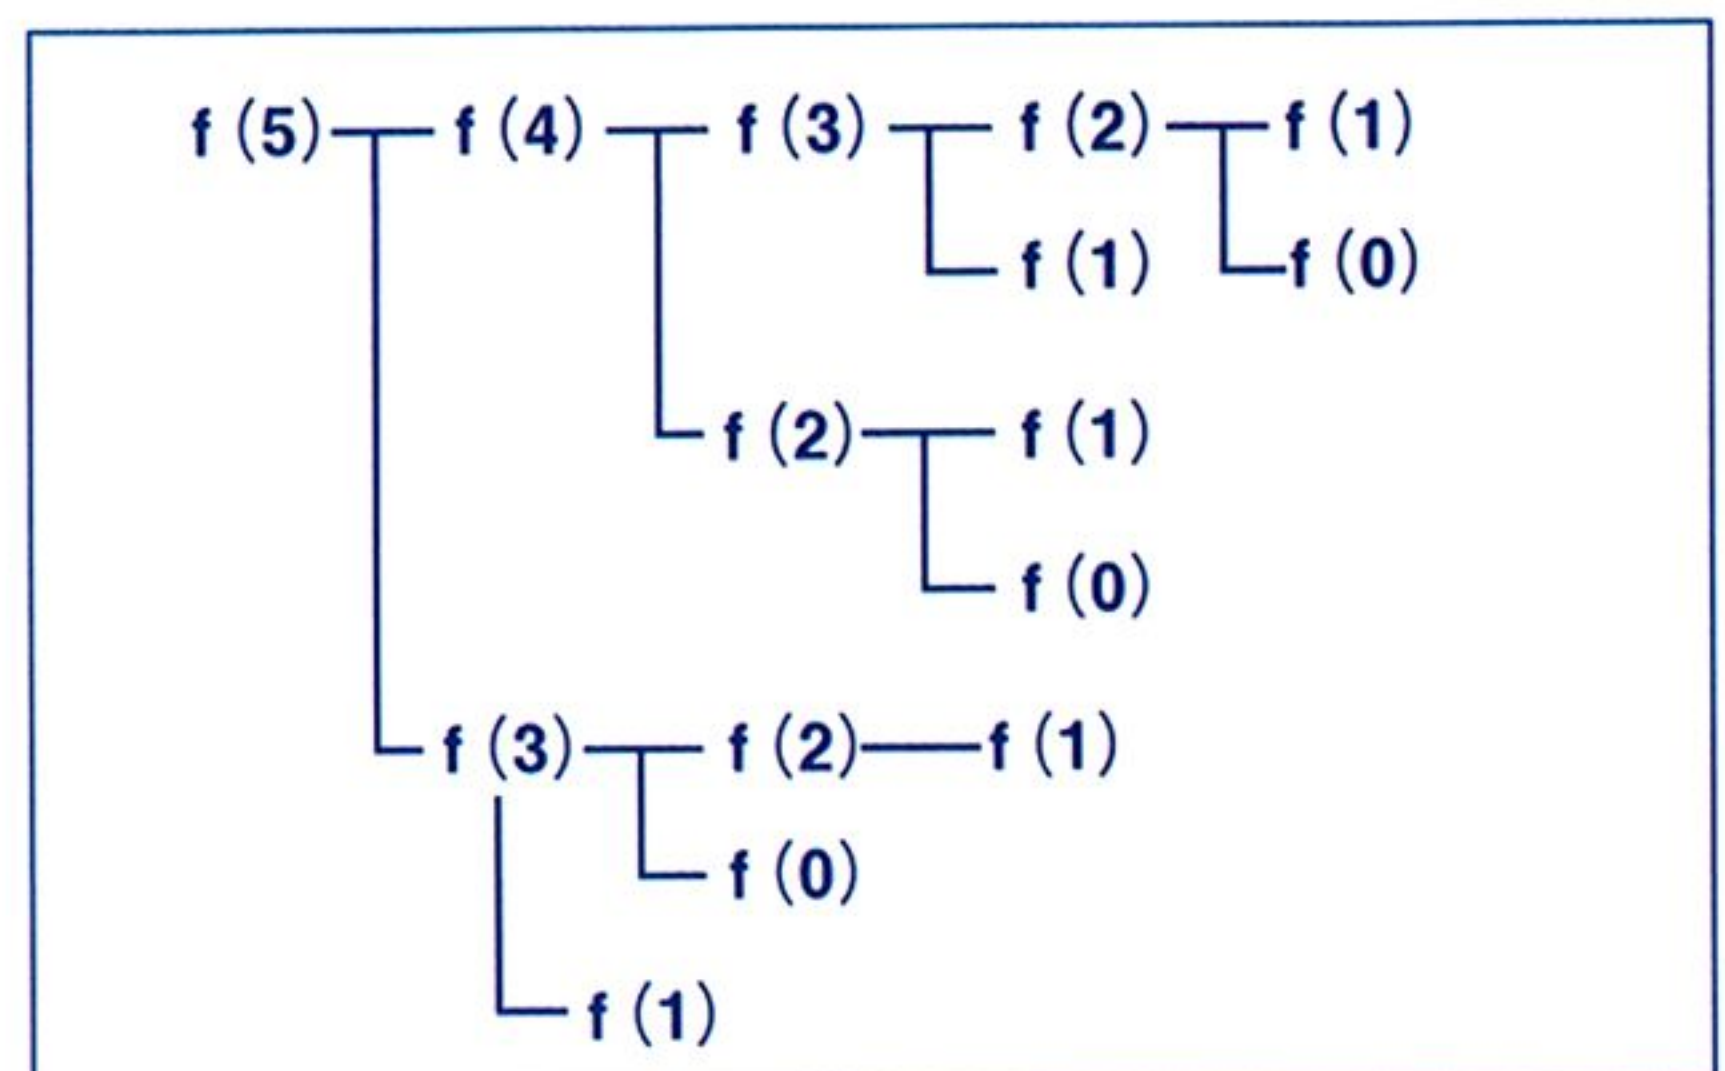 f (5) f (4) f (3) f (2) f (1)
f (1) f (0)
f (2) f (1)
f (0)
f (3) f (2) f (1)
f (0)
f (1)